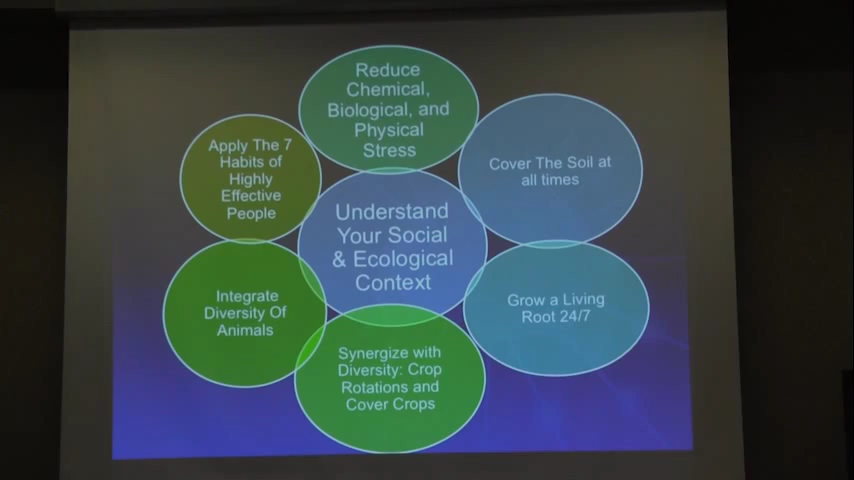 Reduce
Chemical,
Biological, and
Physical
Stress
Apply The 7
Habits of
Highly
Effective
People
Cover The Soil at
all times
Understand
Your Social
& Ecological
Context
Integrate
Diversity Of
Animals
Grow a Living
Root 24/7
Synergize with
Diversity: Crop
Rotations and
Cover Crops